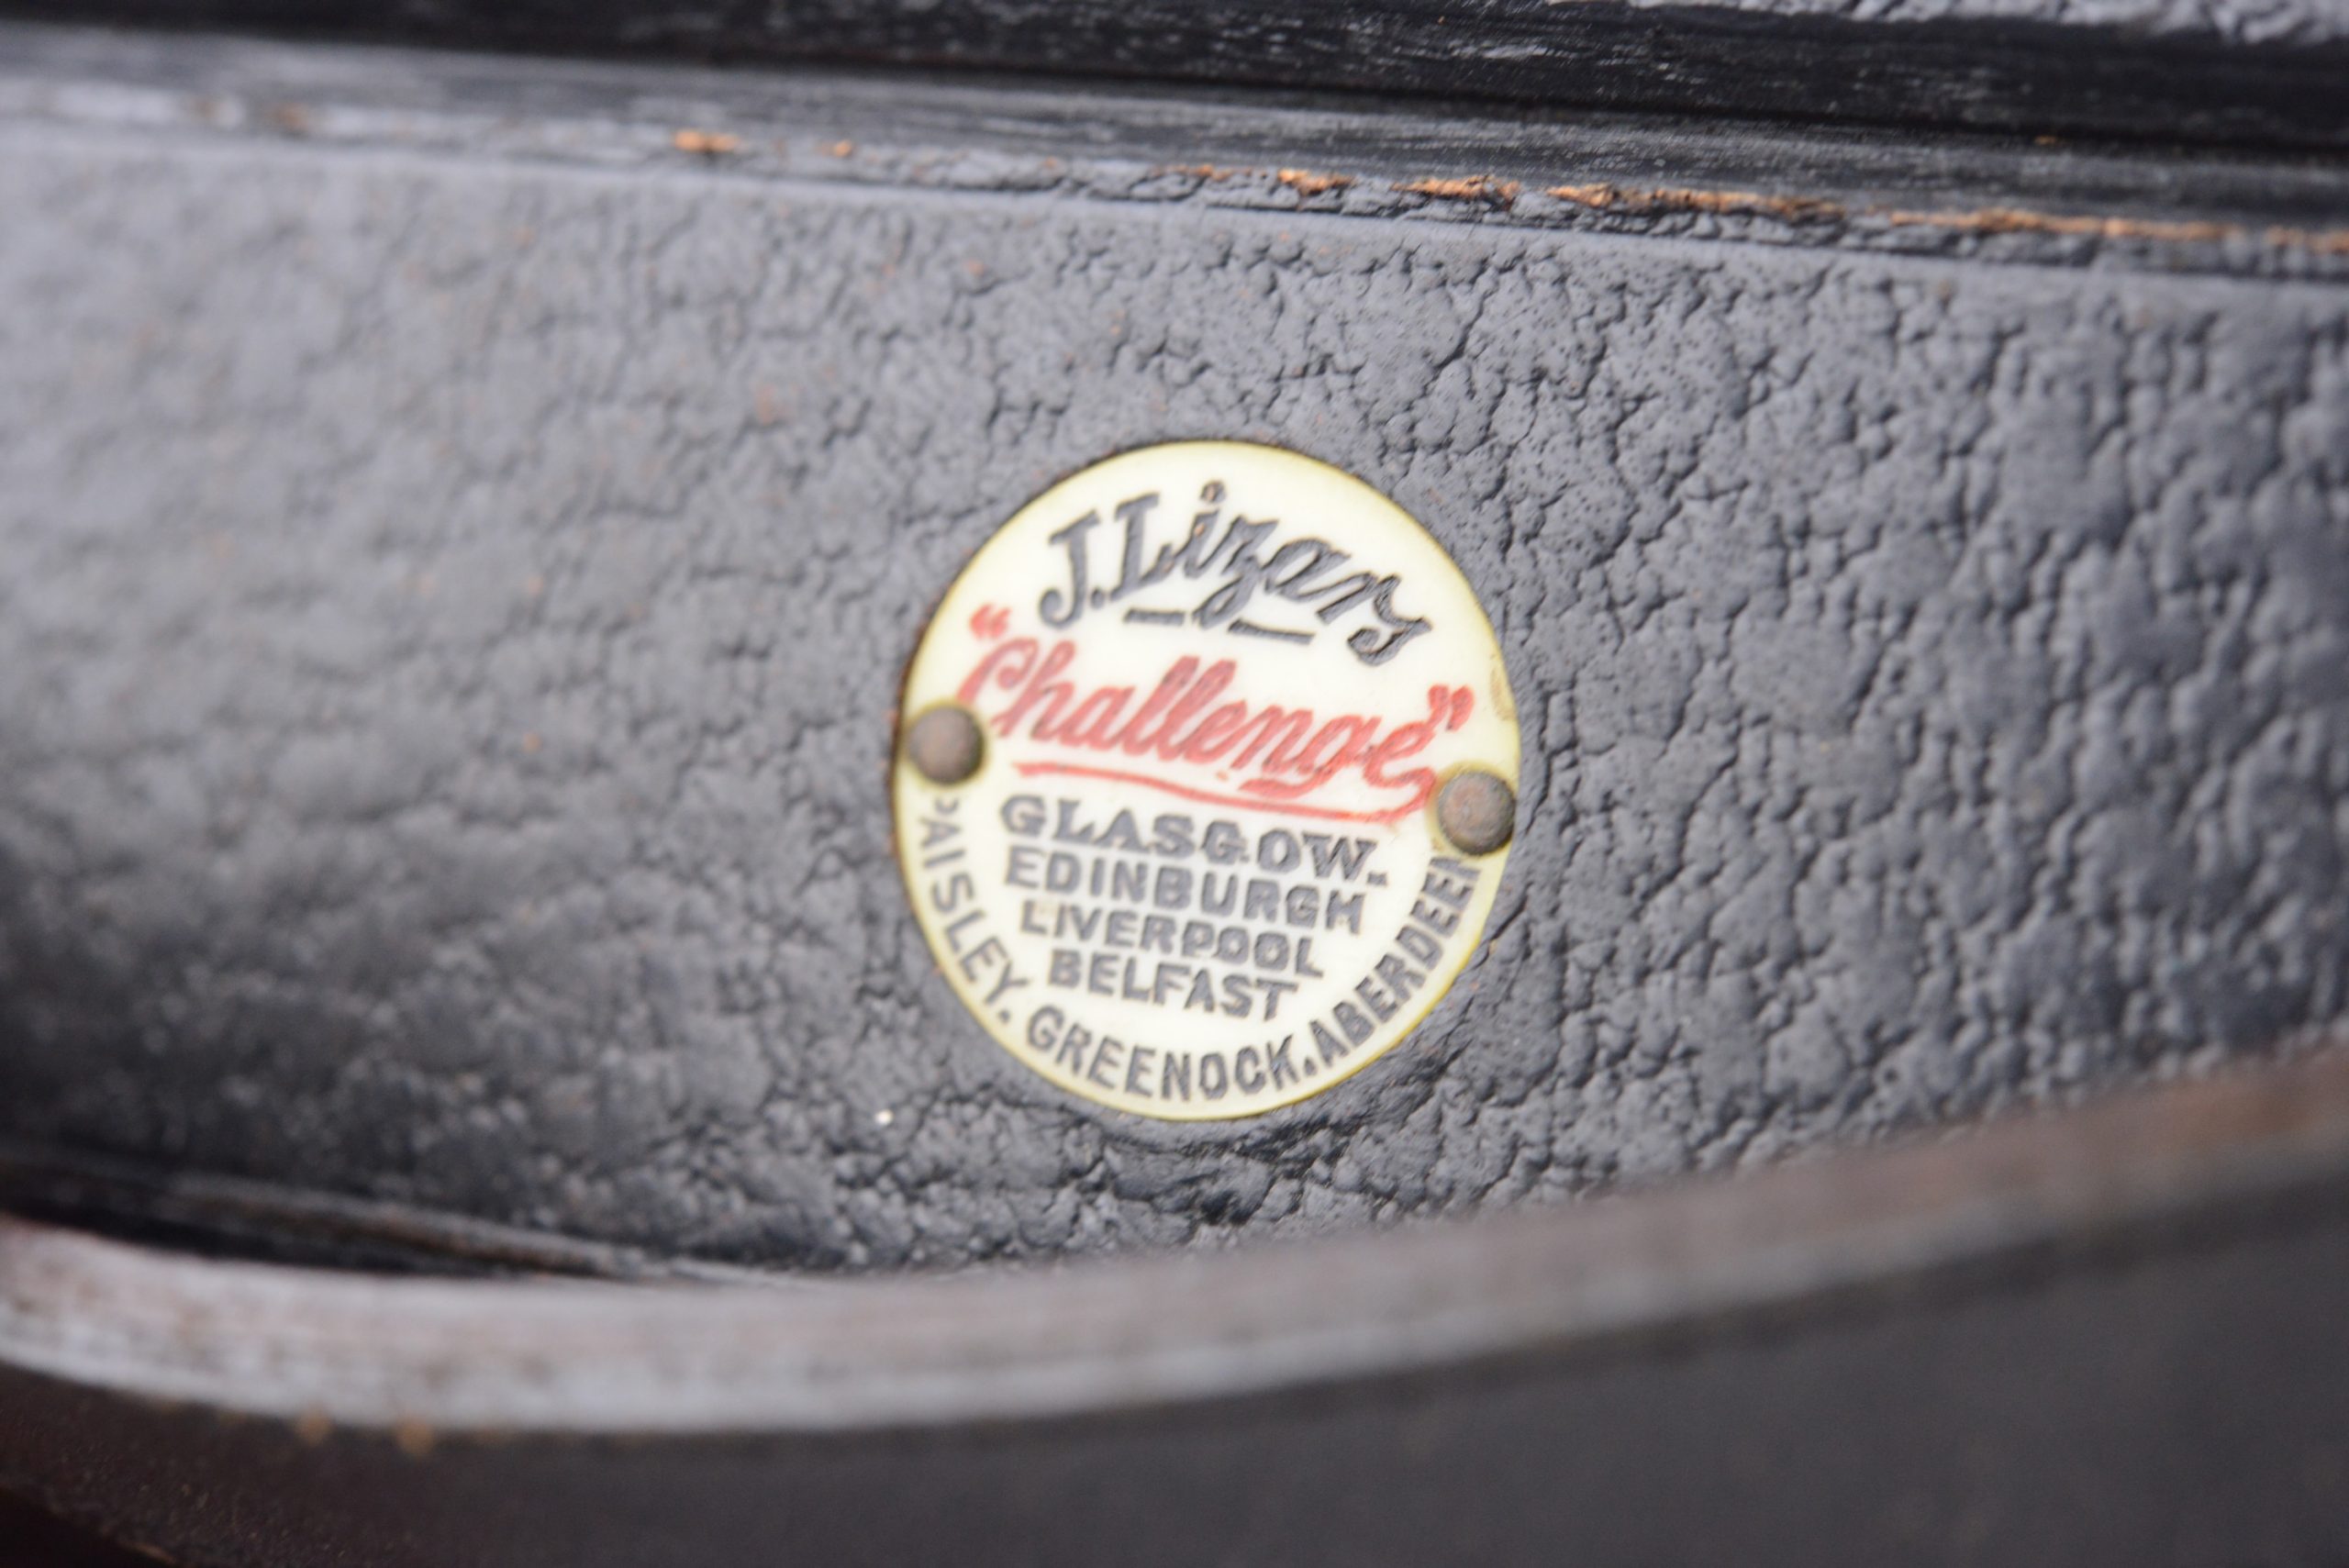 J. Lizars
"Challenge"
GLASGOW.
EDINBURGH
LIVERPOOL
BELFAST
PAISLEY. GREENOCK. ABERDEEN